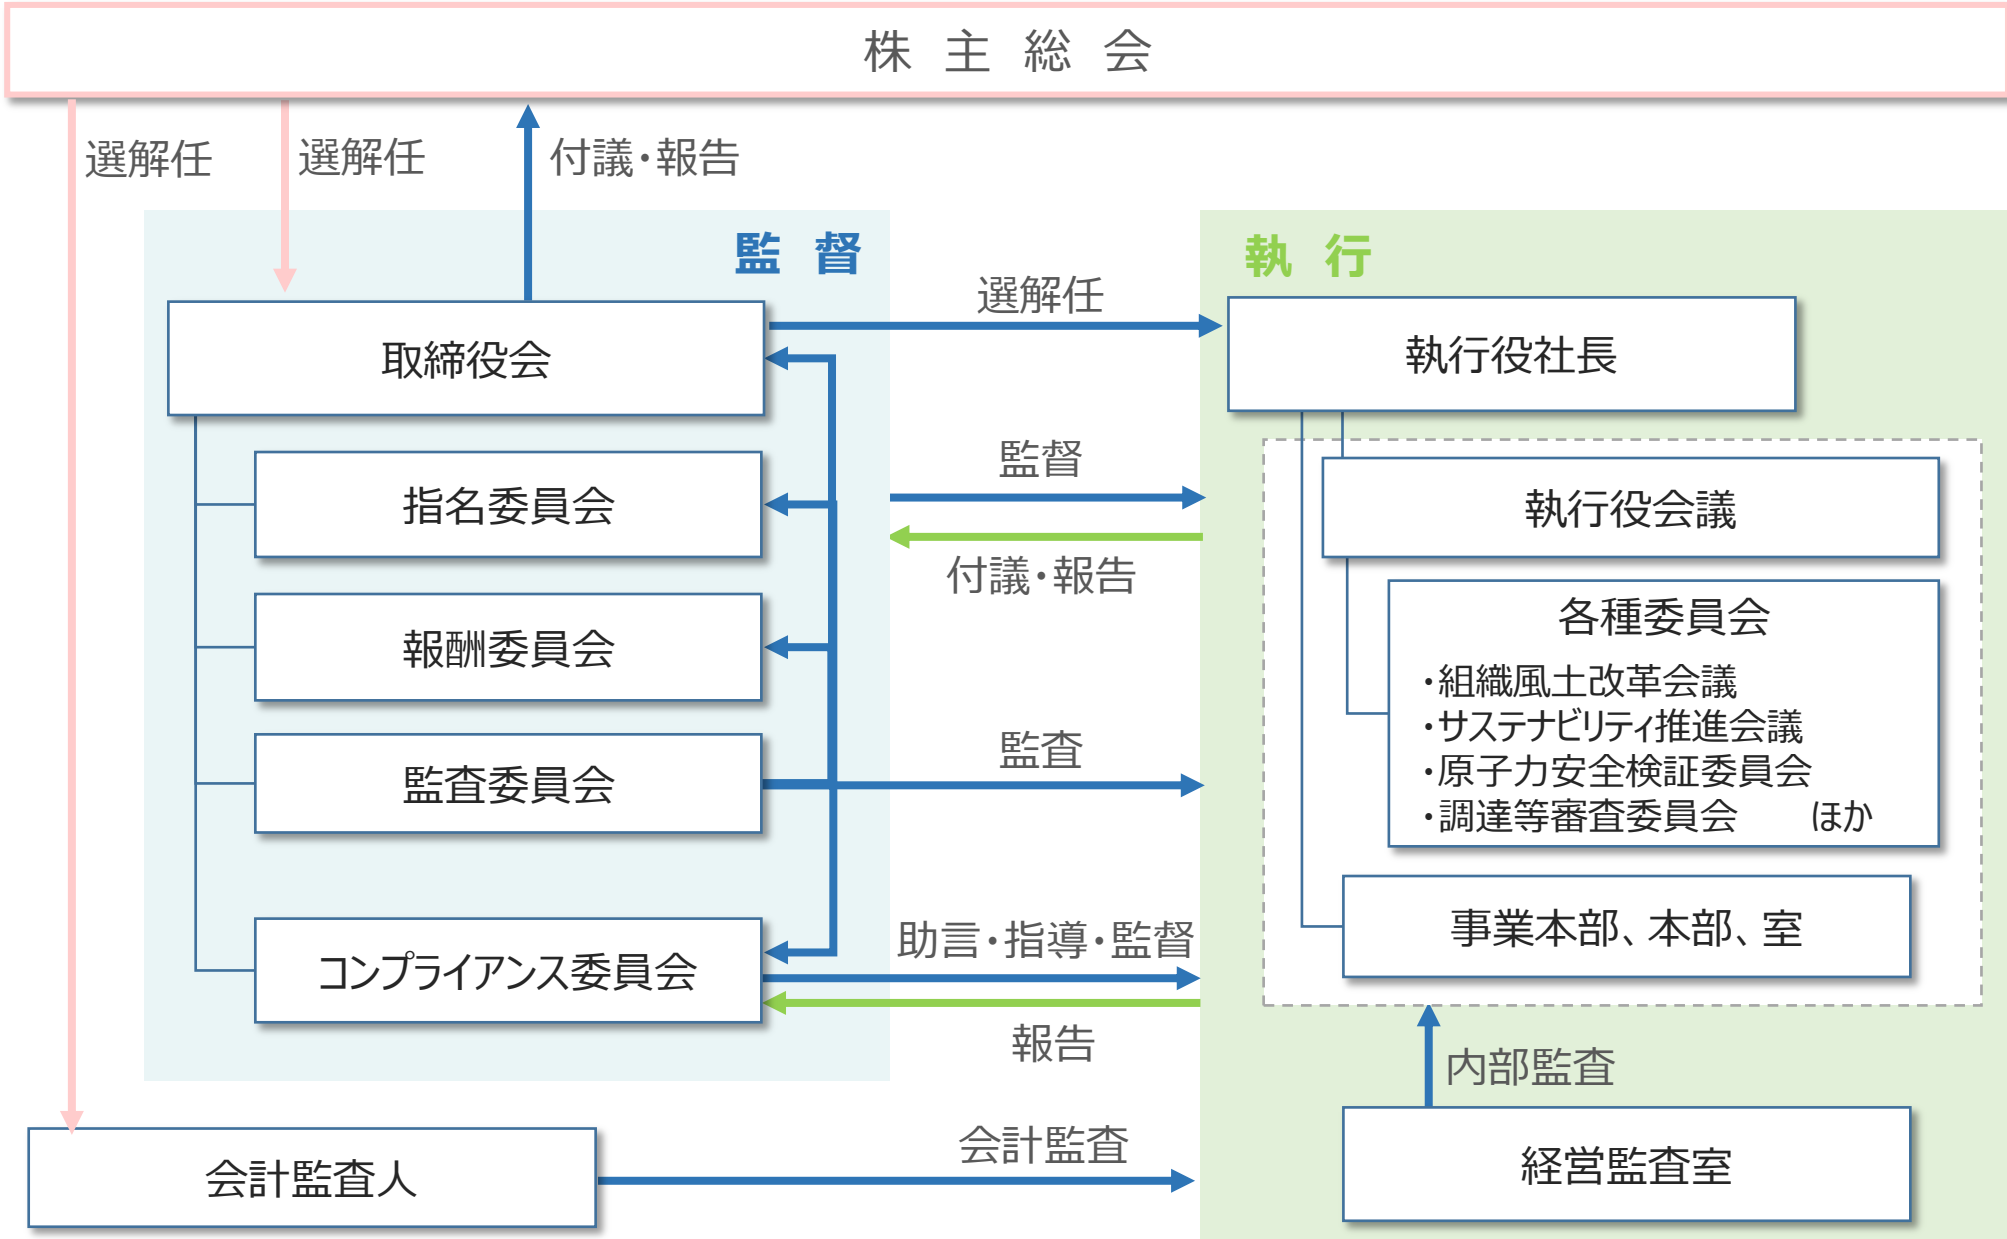 株 主 総 会
選解任
選解任
付議・報告
監 督
執 行
選解任
取締役会
執行役社長
監督
指名委員会
執行役会議
付議・報告
各種委員会
報酬委員会
・組織風土改革会議
・サステナビリティ推進会議
・原子力安全検証委員会
・調達等審査委員会　　ほか
監査
監査委員会
助言・指導・監督
事業本部、本部、室
コンプライアンス委員会
報告
内部監査
会計監査
会計監査人
経営監査室